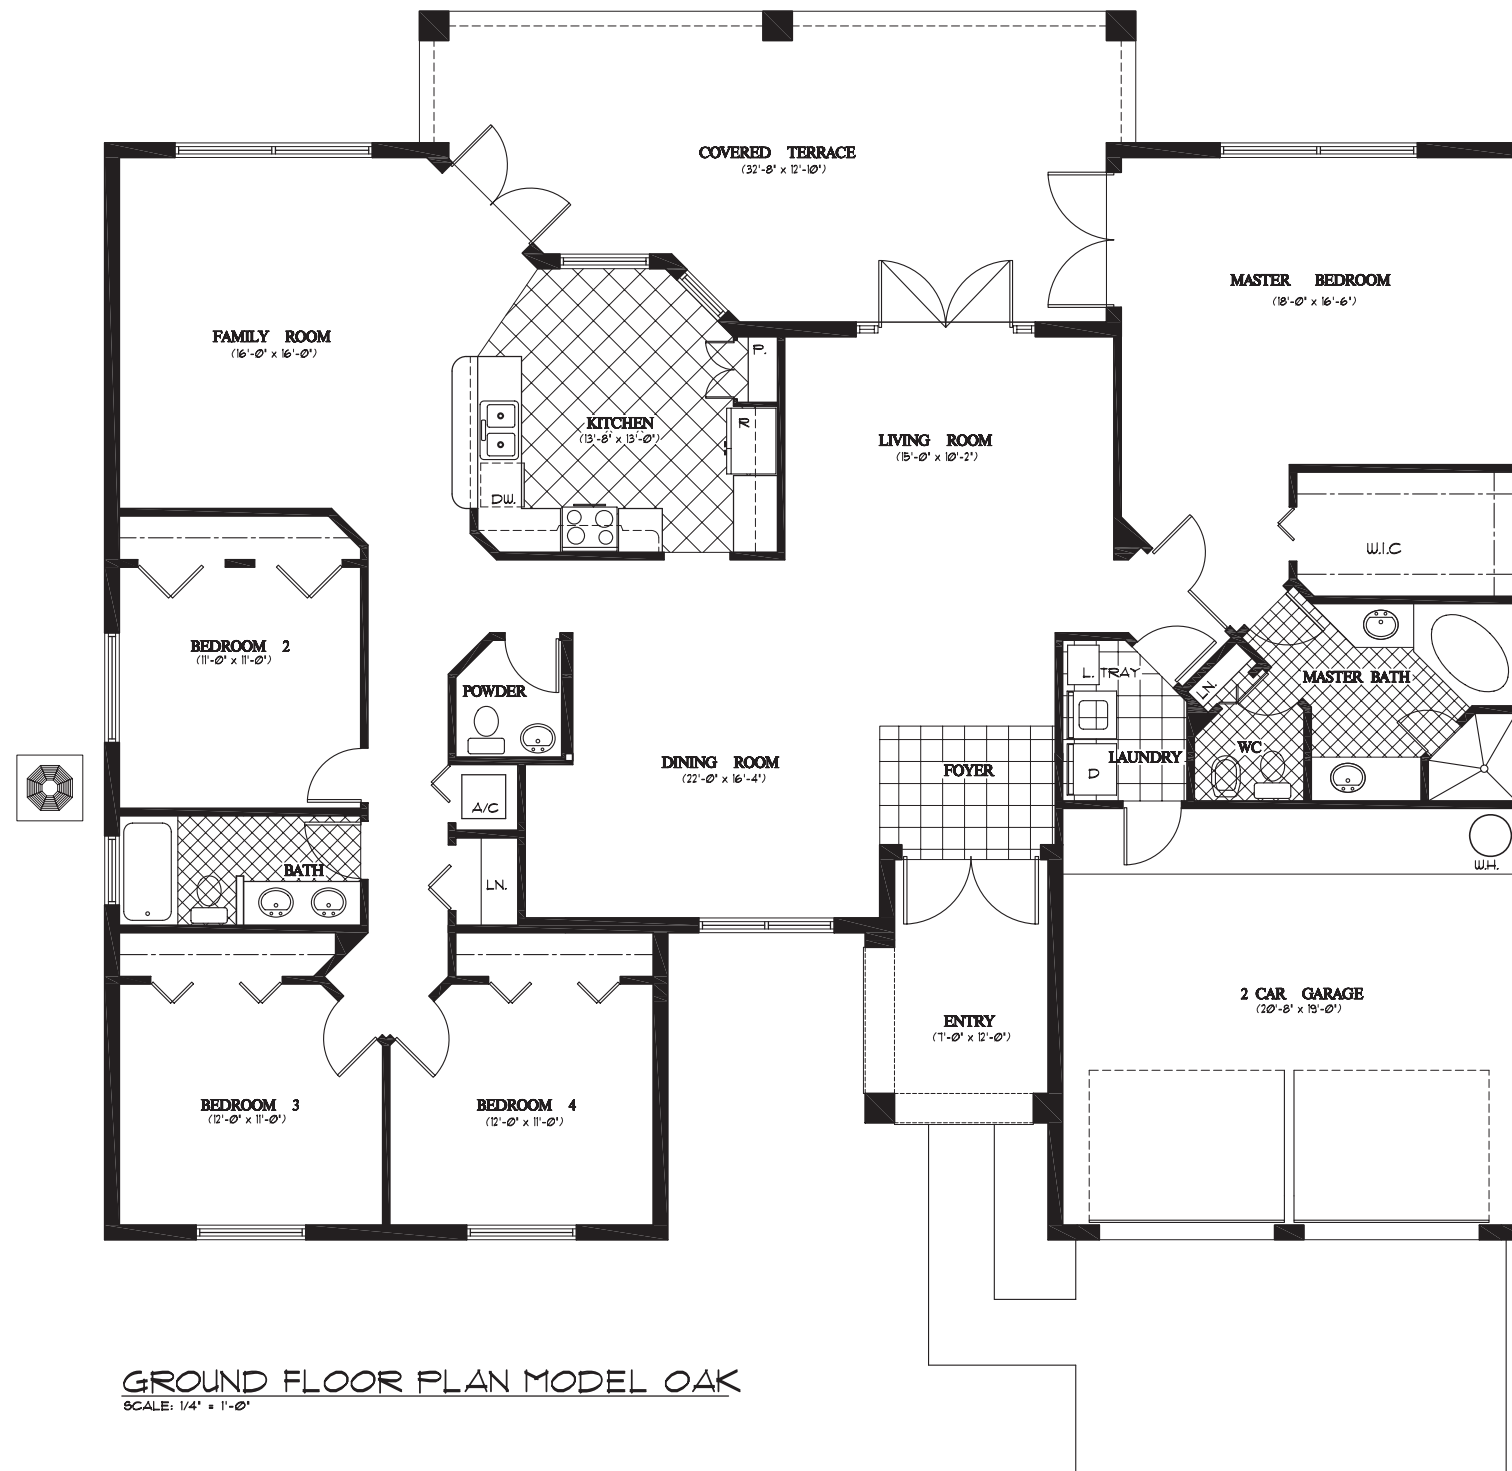 COVERED TERRACE
(32'-8" x 12'-10")
MASTER BEDROOM
(18'-0" x 16'-6")
FAMILY ROOM
(16'-0" x 16'-0")
P.
KITCHEN
(13'-8" x 13'-0")
R
LIVING ROOM
(15'-0" x 10'-2")
DW.
W.I.C
BEDROOM 2
(11'-0" x 11'-0")
POWDER
L. TRAY
LN.
MASTER BATH
DINING ROOM
(22'-0" x 16'-4")
FOYER
LAUNDRY
WC
D
A/C
BATH
LN.
W.H.
2 CAR GARAGE
(20'-8" x 19'-0")
ENTRY
(7'-0" x 12'-0")
BEDROOM 3
(12'-0" x 11'-0")
BEDROOM 4
(12'-0" x 11'-0")
GROUND FLOOR PLAN MODEL OAK
SCALE: 1/4" = 1'-0"